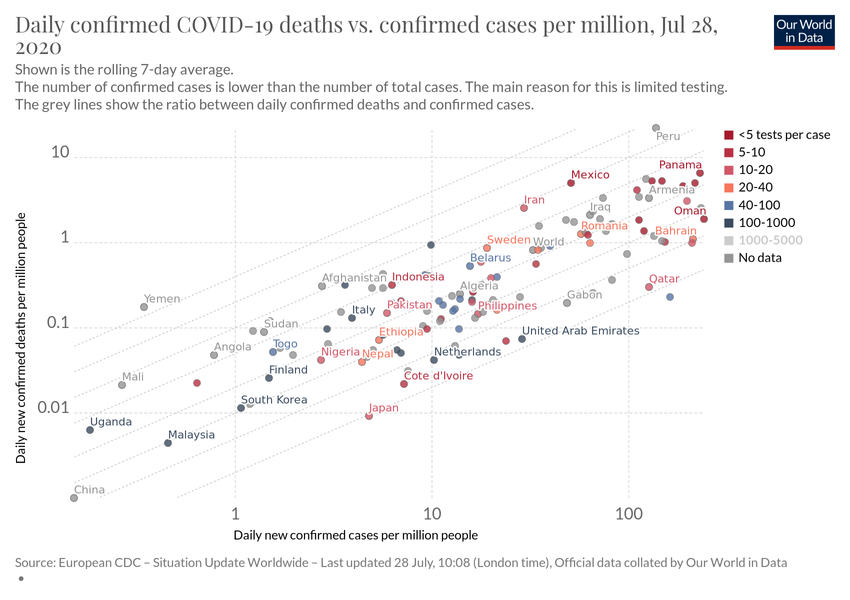 Daily confirmed COVID-19 deaths vs. confirmed cases per million, Jul 28,
2020
Our World
in Data
Shown is the rolling 7-day average.
The number of confirmed cases is lower than the number of total cases. The main reason for this is limited testing.
The grey lines show the ratio between daily confirmed deaths and confirmed cases.
Daily new confirmed deaths per million people
10
1
0.1
0.01
Peru
Panama
Mexico
Armenia
Iran
Iraq
Oman
Romania
Bahrain
Sweden
World
Belarus
Afghanistan
Indonesia
Qatar
Algeria
Yemen
Gabon
Pakistan
Philippines
Italy
Sudan
Ethiopia
United Arab Emirates
Togo
Angola
Nigeria
Nepal
Netherlands
Finland
Mali
Cote d'Ivoire
South Korea
Japan
Uganda
Malaysia
China
<5 tests per case
5-10
10-20
20-40
40-100
100-1000
1000-5000
No data
1
10
100
Daily new confirmed cases per million people
Source: European CDC – Situation Update Worldwide – Last updated 28 July, 10:08 (London time), Official data collated by Our World in Data